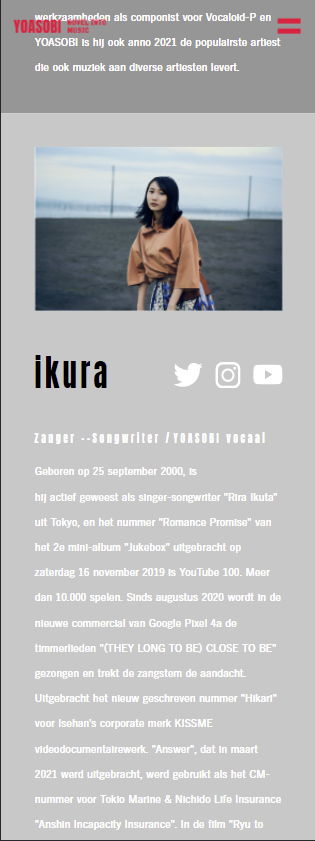 werkzaamheden als componist voor Vocaloid-P en
YOASOBI NOVEL INTO MUSIC
YOASOBI is hij ook anno 2021 de populairste artiest
die ook muziek aan diverse artiesten levert.
ikura
Zanger --Songwriter /YOASOBI vocaal
Geboren op 25 september 2000, is
hij actief geweest als singer-songwriter "Rira Ikuta"
uit Tokyo, en het nummer "Romance Promise" van
het 2e mini-album "Jukebox" uitgebracht op
zaterdag 16 november 2019 is YouTube 100. Meer
dan 10.000 spelen. Sinds augustus 2020 wordt in de
nieuwe commercial van Google Pixel 4a de
timmerlieden "(THEY LONG TO BE) CLOSE TO BE"
gezongen en trekt de zangstem de aandacht.
Uitgebracht het nieuw geschreven nummer "Hikari"
voor Isehan's corporate merk KISSME
videodocumentairewerk. "Answer", dat in maart
2021 werd uitgebracht, werd gebruikt als het CM-
nummer voor Tokio Marine & Nichido Life Insurance
"Anshin Incapacity Insurance". In de film "Ryu to